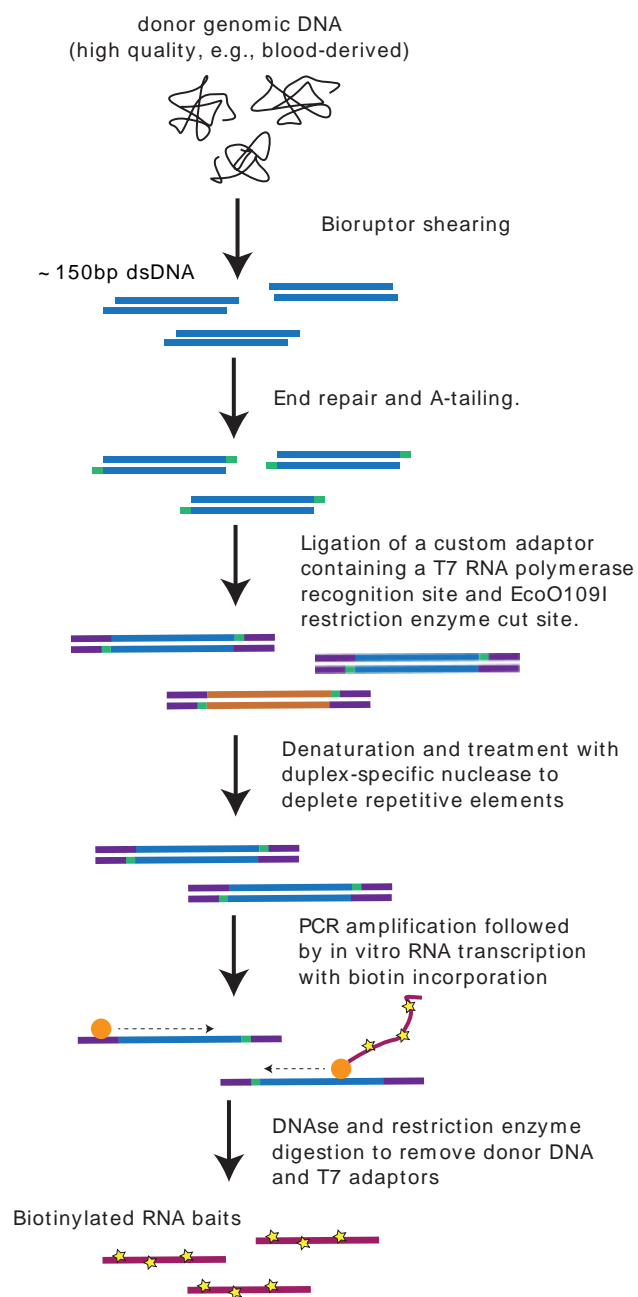 donor genomic DNA
(high quality, e.g., blood-derived)
Bioruptor shearing
~ 150bp dsDNA
End repair and A-tailing.
Ligation of a custom adaptor
containing a T7 RNA polymerase
recognition site and EcoO109I
restriction enzyme cut site.
Denaturation and treatment with
duplex-specific nuclease to
deplete repetitive elements
PCR amplification followed
by in vitro RNA transcription
with biotin incorporation
DNAse and restriction enzyme
digestion to remove donor DNA
and T7 adaptors
Biotinylated RNA baits